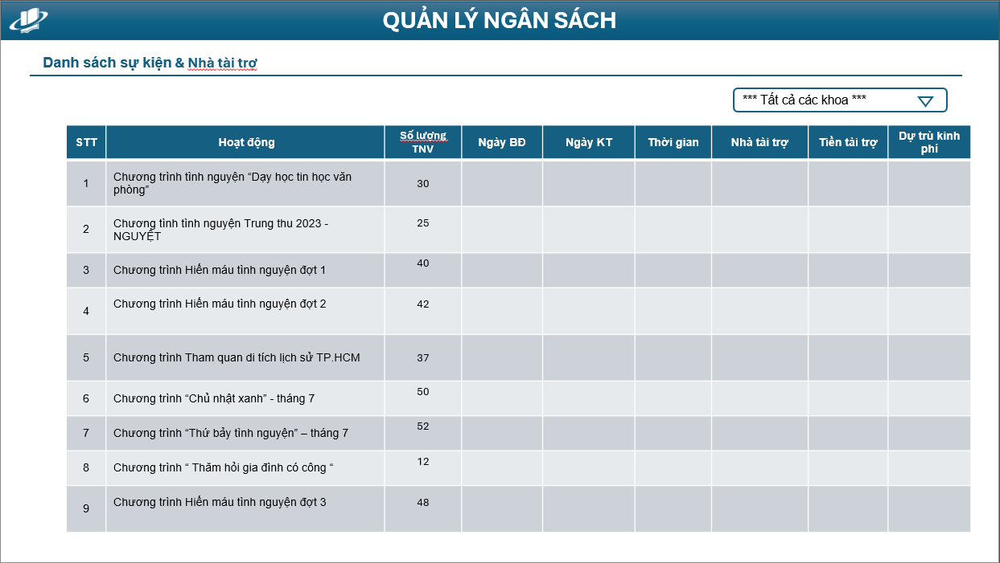 QUẢN LÝ NGÂN SÁCH
Danh sách sự kiện & Nhà tài trợ
*** Tất cả các khoa ***
STT Hoạt động Số lượng TNV Ngày BĐ Ngày KT Thời gian Nhà tài trợ Tiền tài trợ Dự trù kinh phí
1 Chương trình tình nguyện “Dạy học tin học văn phòng” 30
2 Chương tình tình nguyện Trung thu 2023 - NGUYỆT 25
3 Chương trình Hiến máu tình nguyện đợt 1 40
4 Chương trình Hiến máu tình nguyện đợt 2 42
5 Chương trình Tham quan di tích lịch sử TP.HCM 37
6 Chương trình “Chủ nhật xanh” - tháng 7 50
7 Chương trình “Thứ bảy tình nguyện” – tháng 7 52
8 Chương trình “ Thăm hỏi gia đình có công “ 12
9 Chương trình Hiến máu tình nguyện đợt 3 48